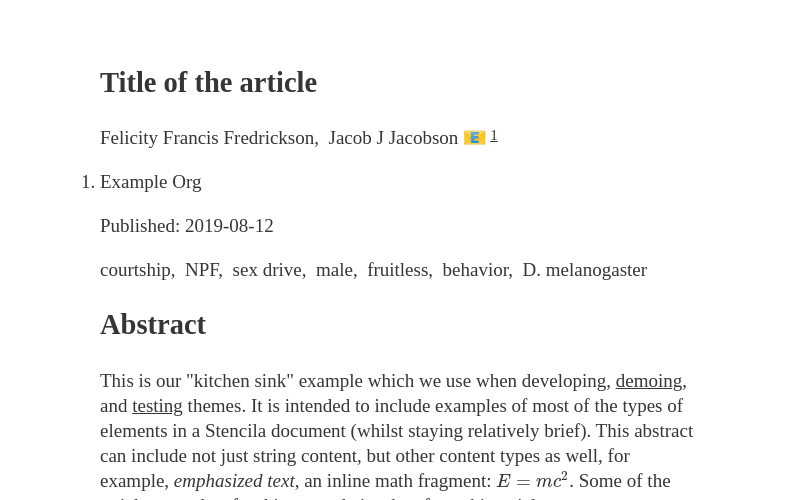 Title of the article
Felicity Francis Fredrickson,  Jacob J Jacobson 📧 1
1. Example Org
Published: 2019-08-12
courtship,  NPF,  sex drive,  male,  fruitless,  behavior,  D. melanogaster
Abstract
This is our "kitchen sink" example which we use when developing, demoing,
and testing themes. It is intended to include examples of most of the types of
elements in a Stencila document (whilst staying relatively brief). This abstract
can include not just string content, but other content types as well, for
example, emphasized text, an inline math fragment: E = mc². Some of the